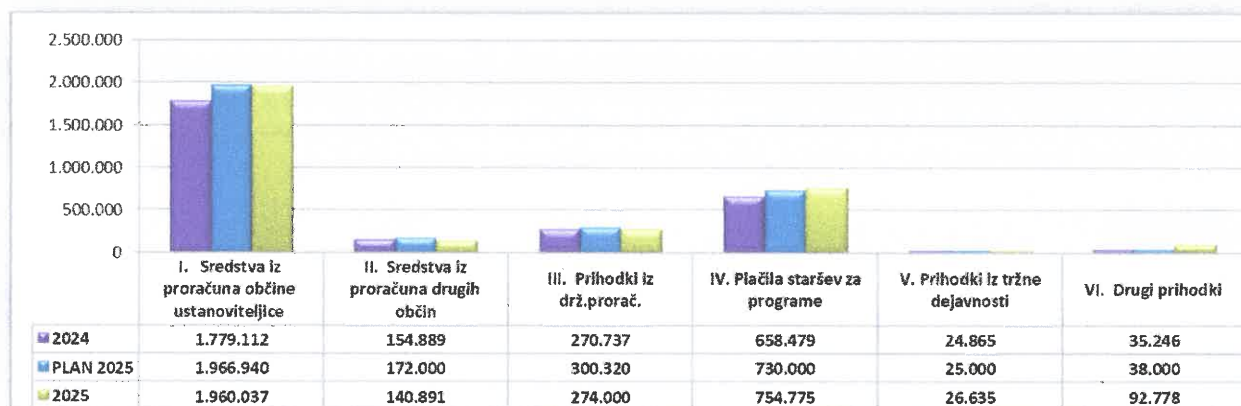 2.500.000
2.000.000
1.500.000
1.000.000
500.000
0
I. Sredstva iz proračuna občine ustanoviteljice
II. Sredstva iz proračuna drugih občin
III. Prihodki iz drž.prorač.
IV. Plačila staršev za programe
V. Prihodki iz tržne dejavnosti
VI. Drugi prihodki
2024 1.779.112 154.889 270.737 658.479 24.865 35.246
PLAN 2025 1.966.940 172.000 300.320 730.000 25.000 38.000
2025 1.960.037 140.891 274.000 754.775 26.635 92.778